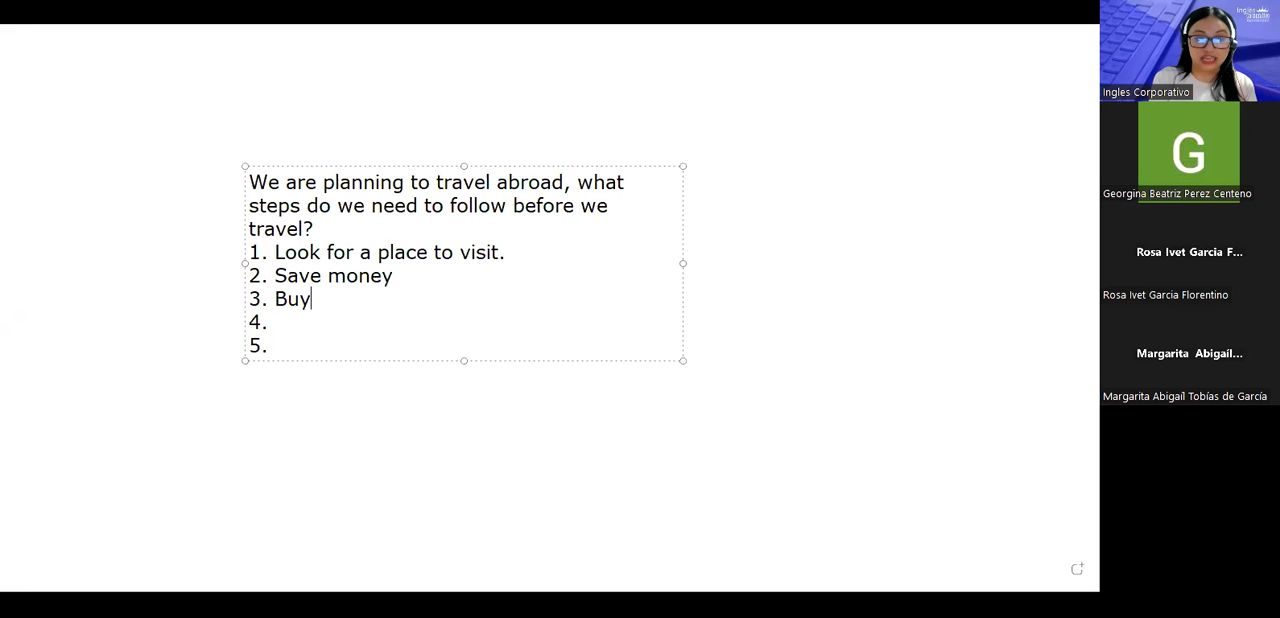 We are planning to travel abroad, what
steps do we need to follow before we
travel?
1. Look for a place to visit.
2. Save money
3. Buy
4.
5.
Ingles Corporativo
G
Georgina Beatriz Perez Centeno
Rosa Ivet Garcia F...
Rosa Ivet Garcia Florentino
Margarita Abigaíl...
Margarita Abigaíl Tobías de García